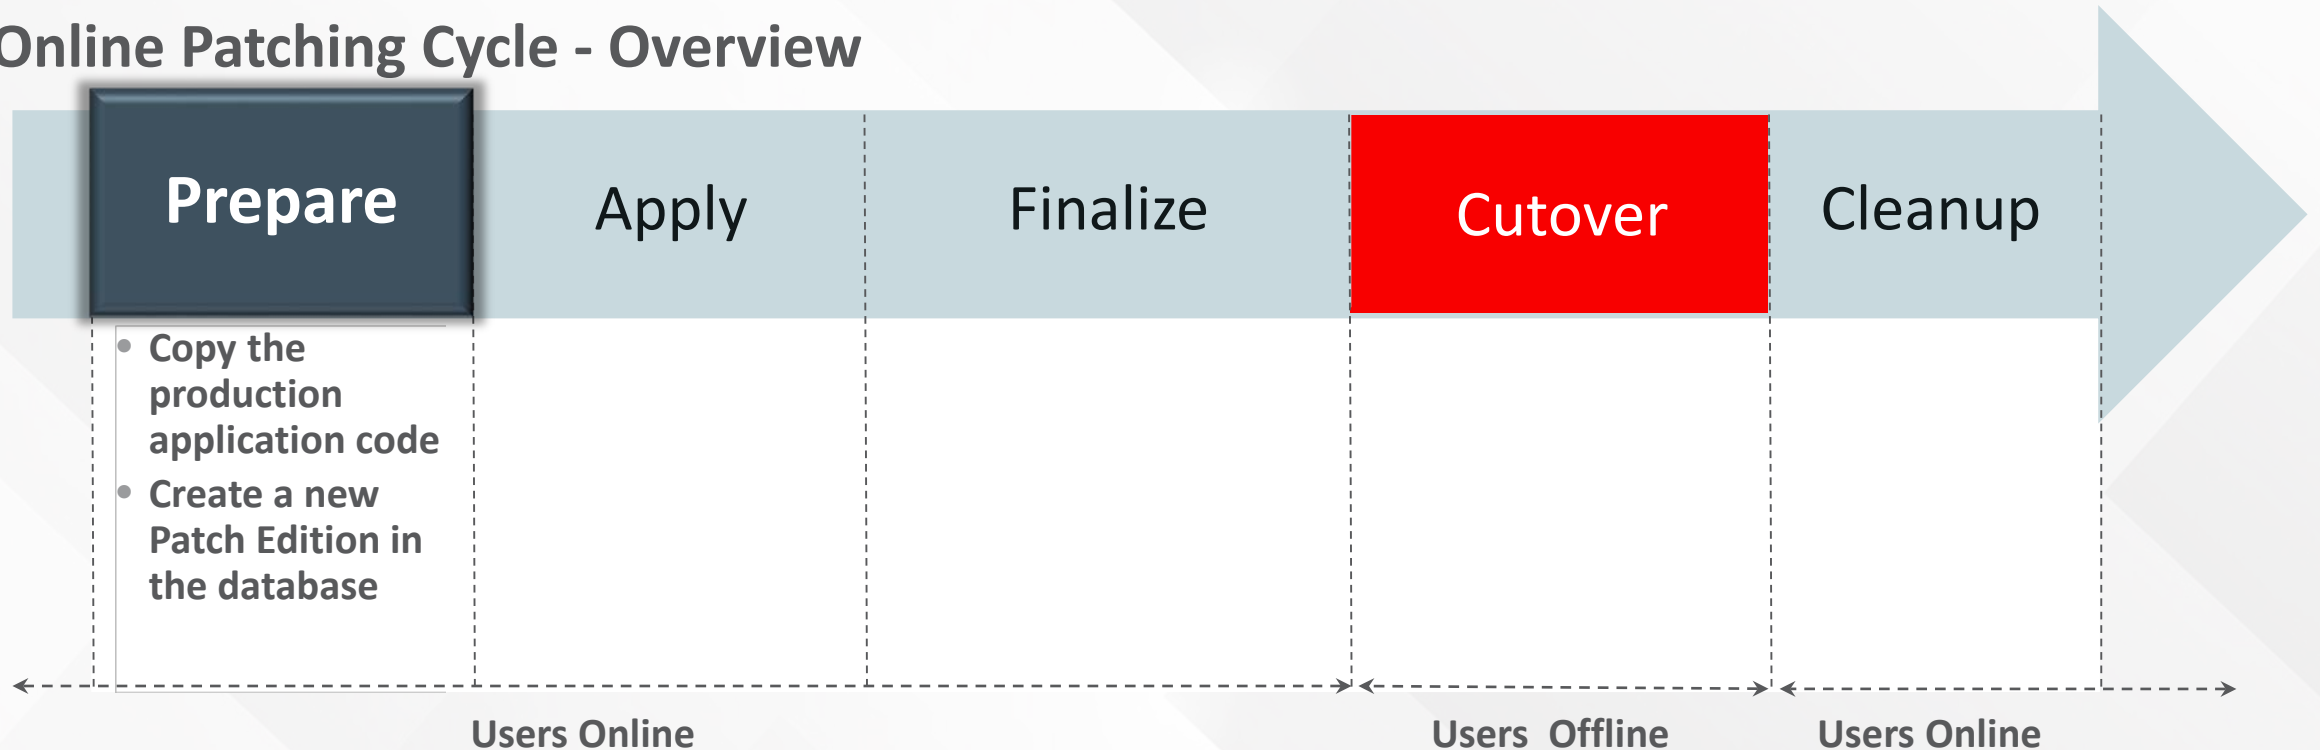 Online Patching Cycle - Overview
Prepare
Apply
Finalize
Cutover
Cleanup
• Copy the
production
application code
• Create a new
Patch Edition in
the database
Users Online
Users Offline
Users Online